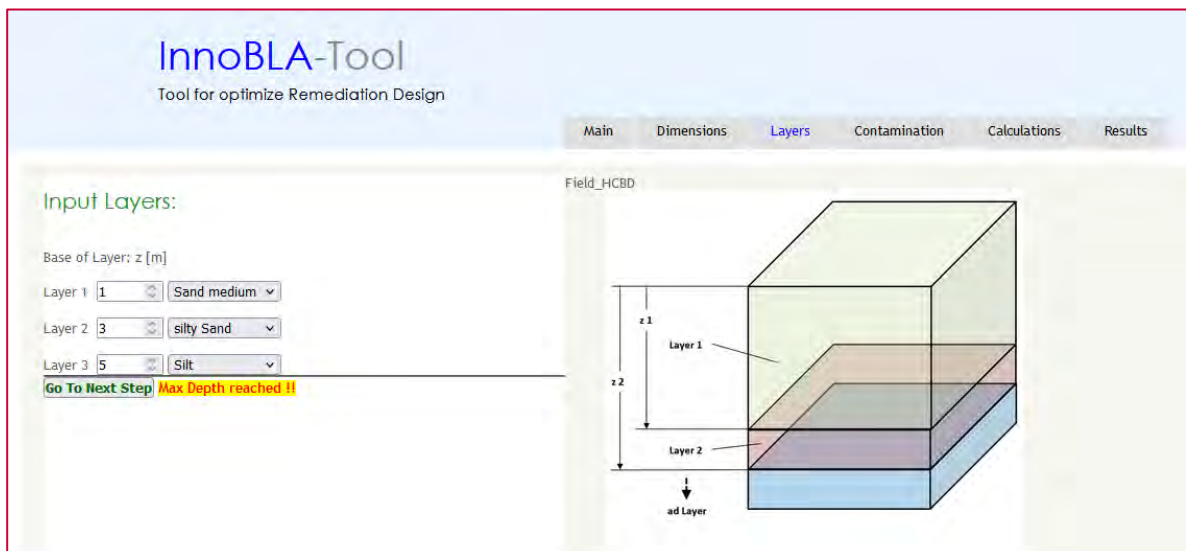 InnoBLA-Tool
Tool for optimize Remediation Design
Main Dimensions Layers Contamination Calculations Results
Input Layers:
Base of Layer: z [m]
Layer 1 1 Sand medium
Layer 2 3 silty Sand
Layer 3 5 Silt
Go To Next Step Max Depth reached !!
Field_HCBD
z 1
Layer 1
z 2
Layer 2
ad Layer